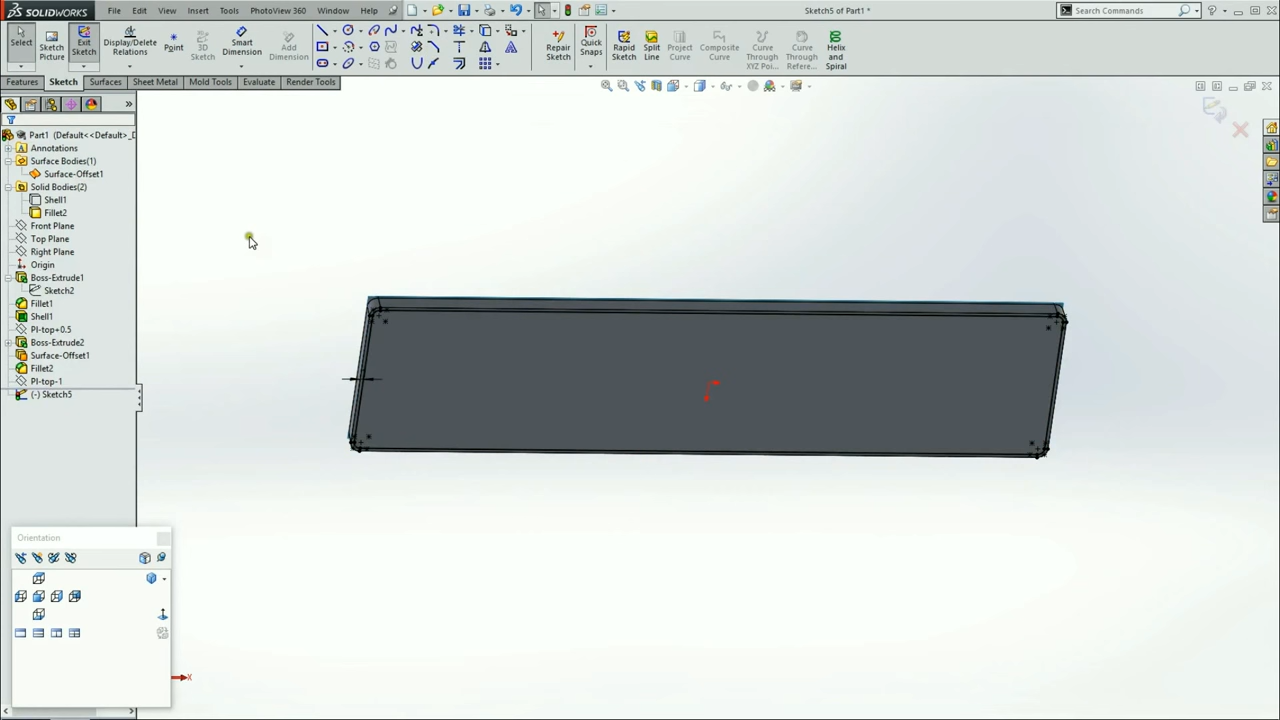 SOLIDWORKS
File
Edit
View
Insert
Tools
PhotoView 360
Window
Help
Sketch5 of Part1 *
Search Commands
Select
Sketch
Picture
Exit
Sketch
Display/Delete
Relations
Point
3D
Sketch
Smart
Dimension
Add
Dimension
Repair
Sketch
Quick
Snaps
Rapid
Sketch
Split
Line
Project
Curve
Composite
Curve
Curve
Through
XYZ Poi...
Curve
Through
Refere...
Helix
and
Spiral
Features
Sketch
Surfaces
Sheet Metal
Mold Tools
Evaluate
Render Tools
Part1 (Default<<Default>_D
Annotations
Surface Bodies(1)
Surface-Offset1
Solid Bodies(2)
Shell1
Fillet2
Front Plane
Top Plane
Right Plane
Origin
Boss-Extrude1
Sketch2
Fillet1
Shell1
Pl-top+0.5
Boss-Extrude2
Surface-Offset1
Fillet2
Pl-top-1
(-) Sketch5
Orientation
X